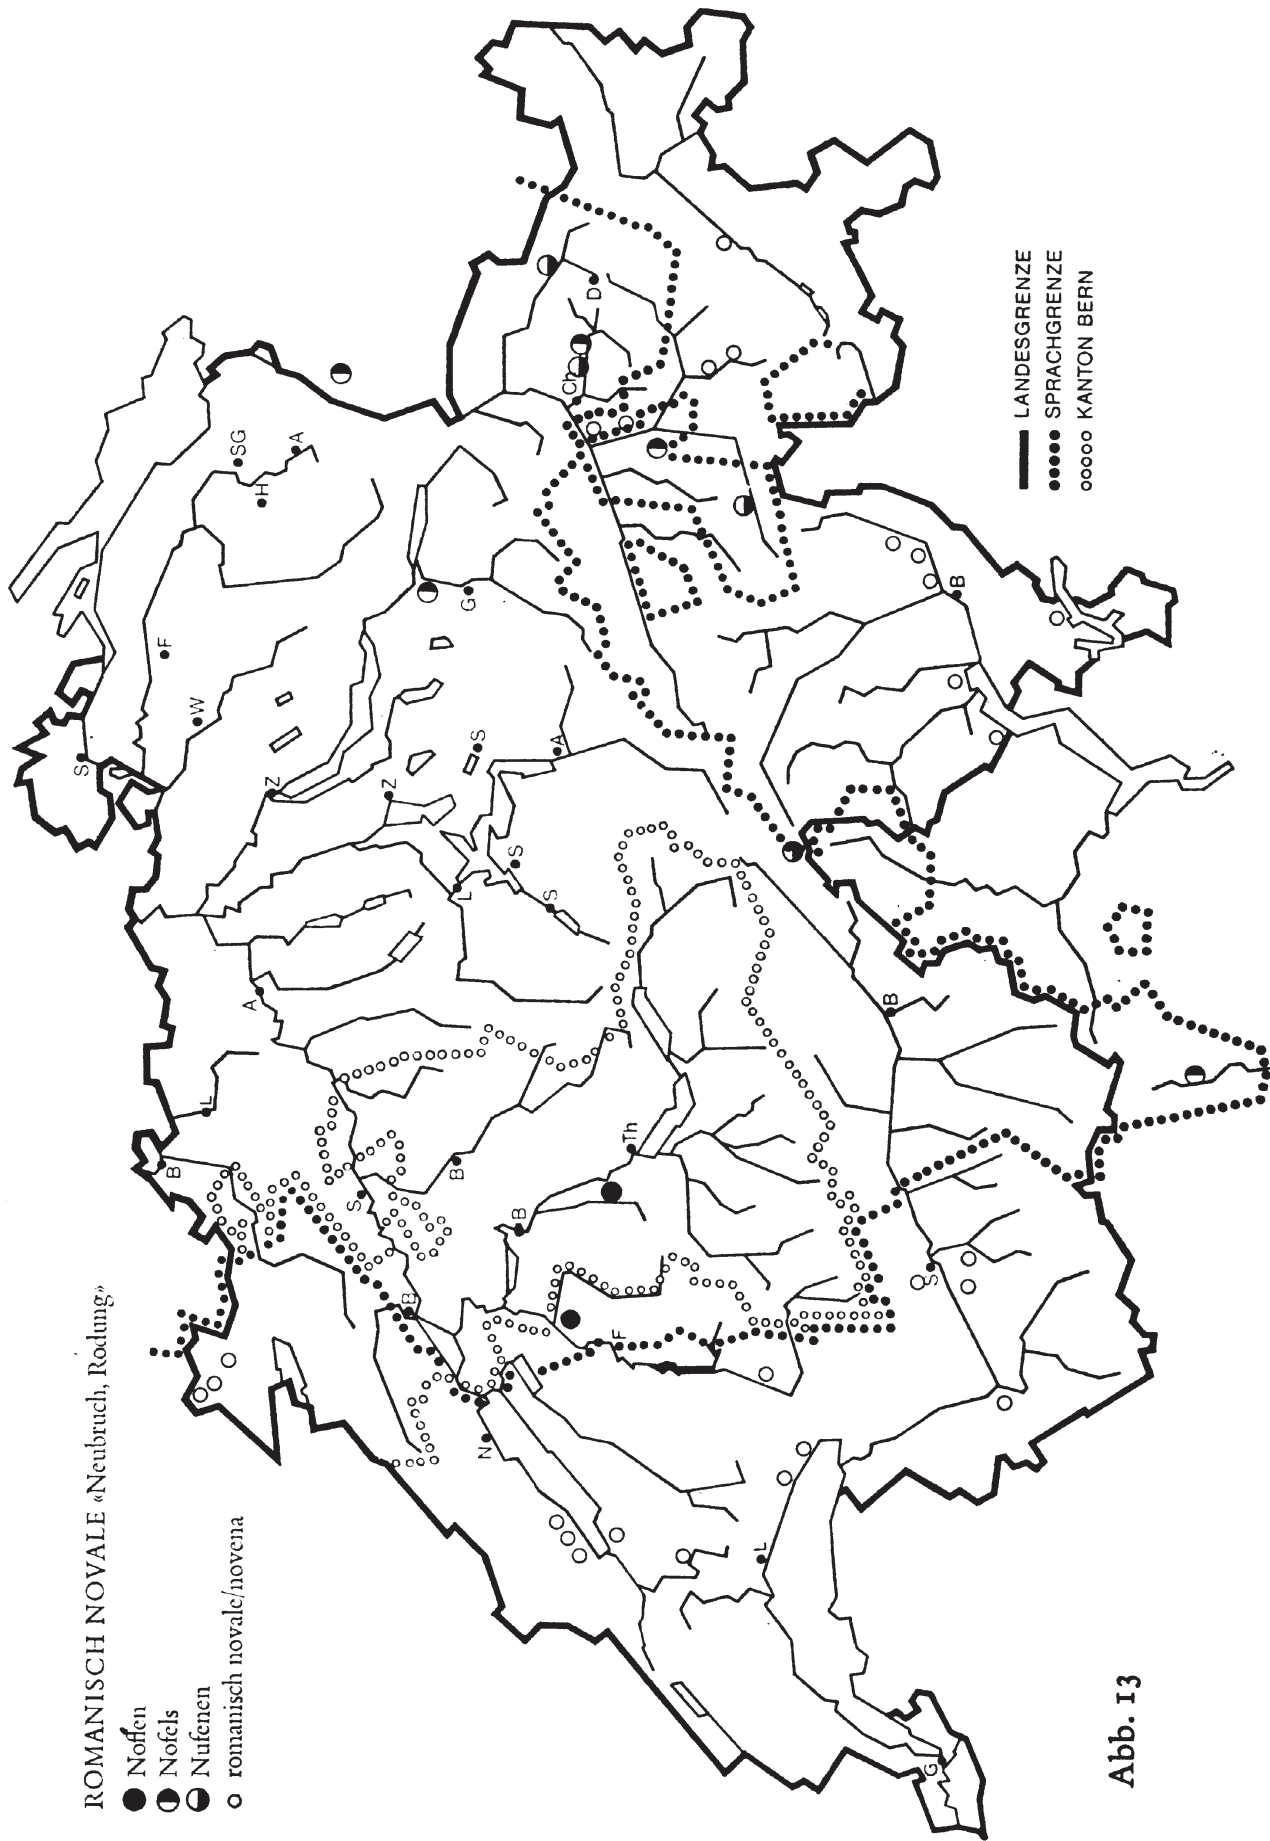 ROMANISCH NOVALE «Neubruch, Rodung»
Noflen
Nofels
Nufenen
romanisch novale/novena
LANDESGRENZE
SPRACHGRENZE
KANTON BERN
Abb. 13
S
F
W
Z
Z
SG
H
A
G
S
A
S
S
L
A
L
B
S
B
B
Th
B
F
N
L
G
S
B
B
Ch
D